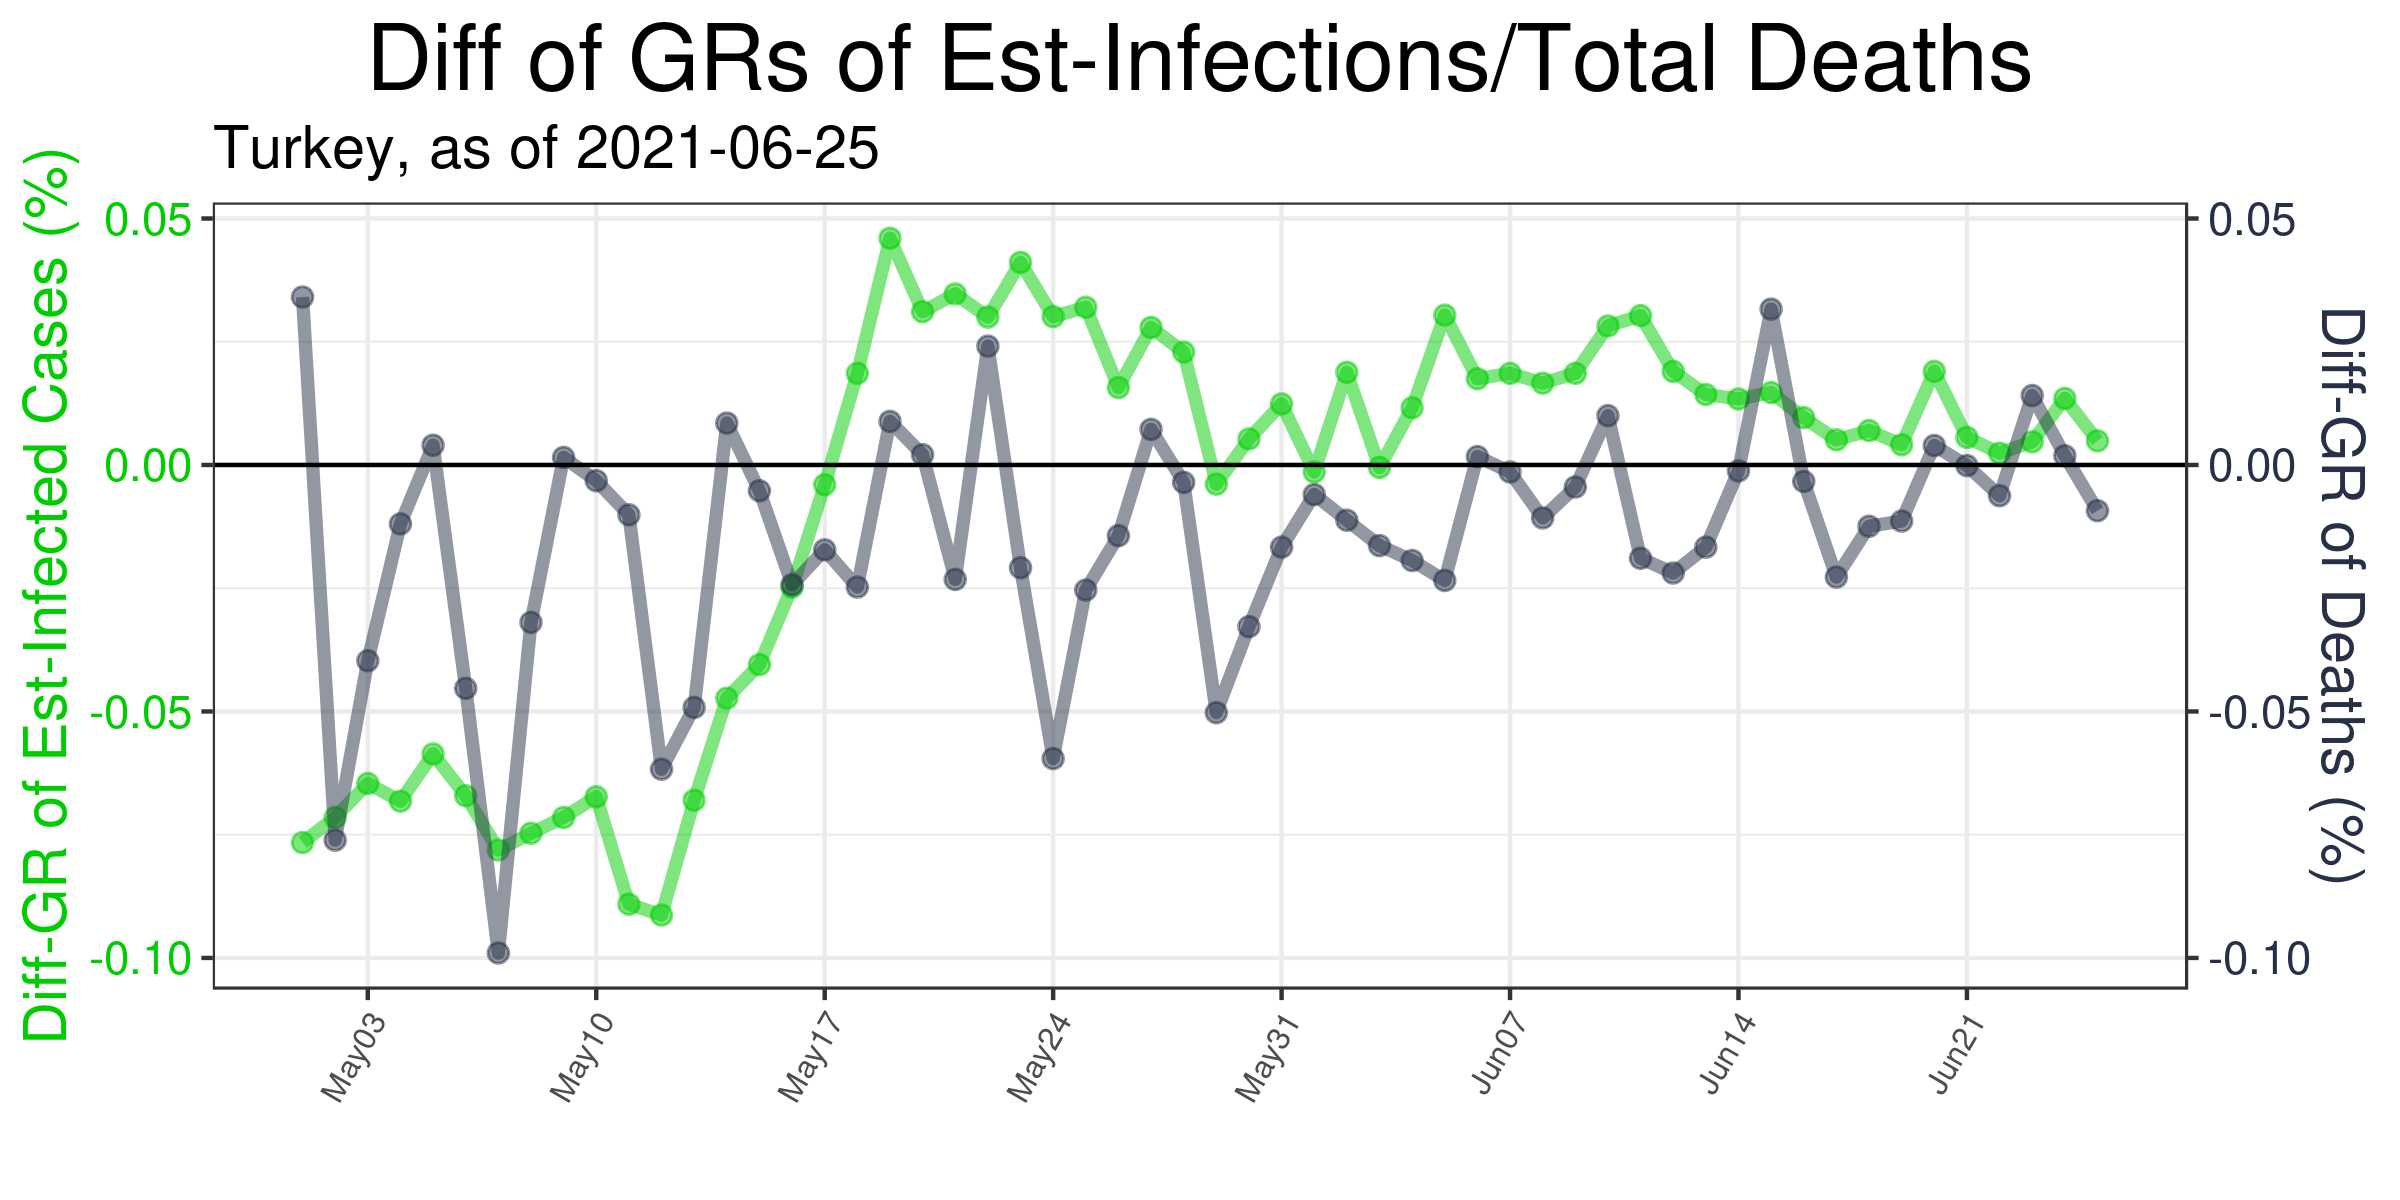 Diff of GRs of Est-Infections/Total Deaths
Turkey, as of 2021-06-25
Diff-GR of Est-Infected Cases (%)
0.05
0.00
-0.05
-0.10
0.05
0.00
-0.05
-0.10
Diff-GR of Deaths (%)
May03
May10
May17
May24
May31
Jun07
Jun14
Jun21